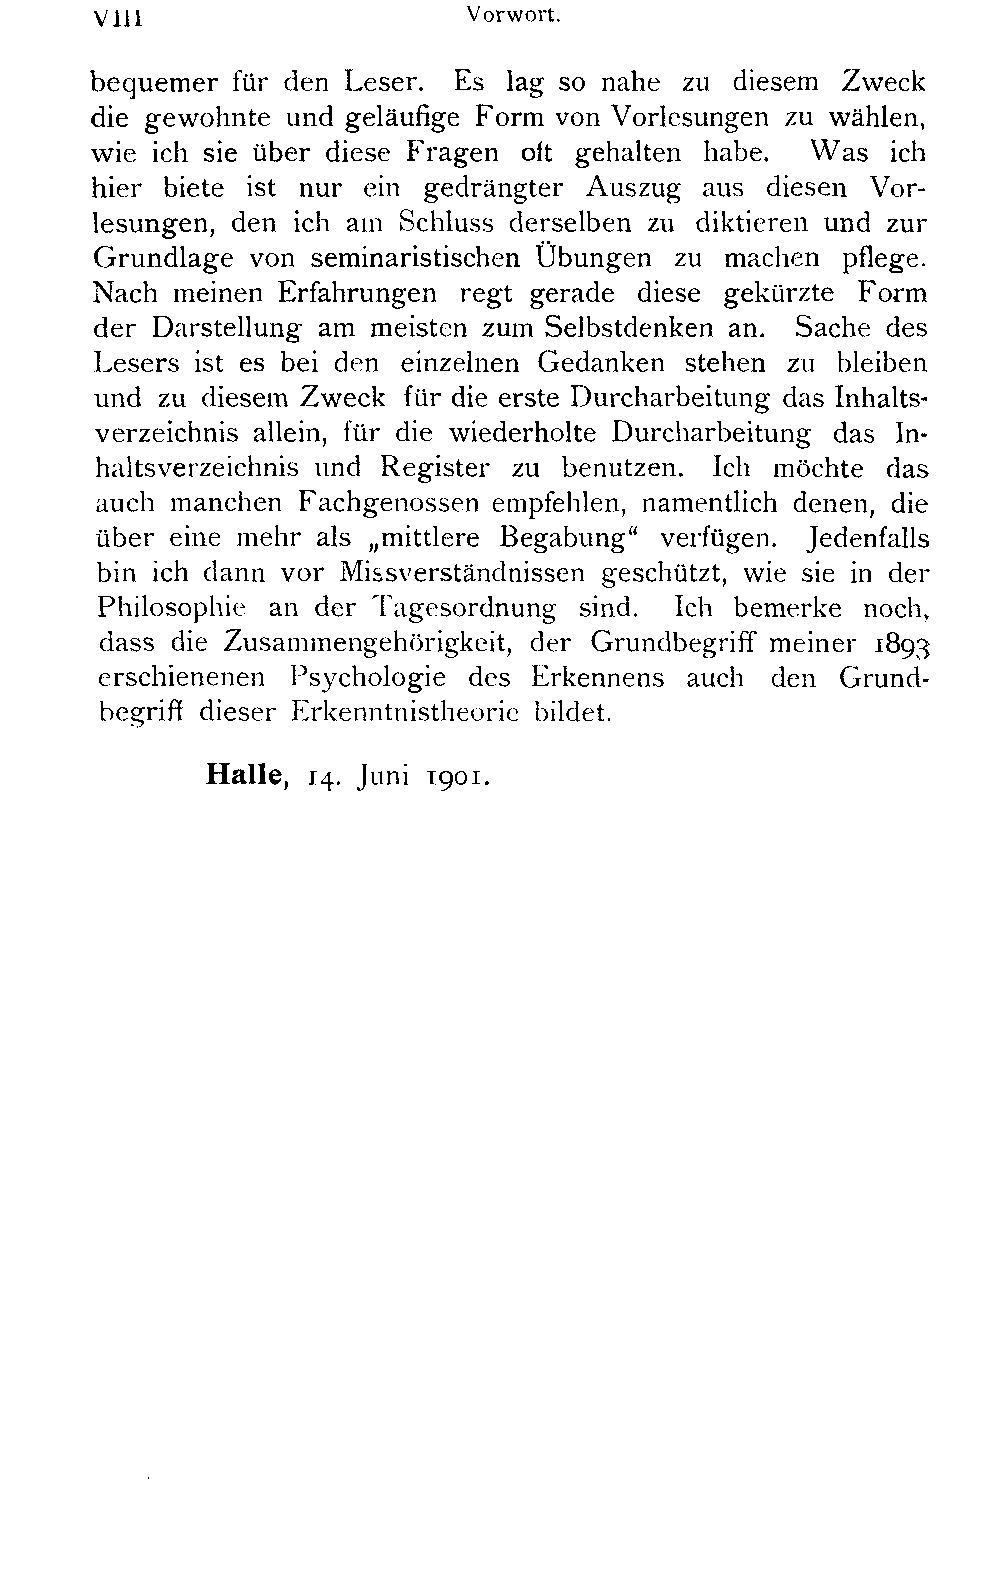 VIII Vorwort.
bequemer für den Leser. Es lag so nahe zu diesem Zweck
die gewohnte und geläufige Form von Vorlesungen zu wählen,
wie ich sie über diese Fragen oft gehalten habe. Was ich
hier biete ist nur ein gedrängter Auszug aus diesen Vor-
lesungen, den ich am Schluss derselben zu diktieren und zur
Grundlage von seminaristischen Übungen zu machen pflege.
Nach meinen Erfahrungen regt gerade diese gekürzte Form
der Darstellung am meisten zum Selbstdenken an. Sache des
Lesers ist es bei den einzelnen Gedanken stehen zu bleiben
und zu diesem Zweck für die erste Durcharbeitung das Inhalts-
verzeichnis allein, für die wiederholte Durcharbeitung das In-
haltsverzeichnis und Register zu benutzen. Ich möchte das
auch manchen Fachgenossen empfehlen, namentlich denen, die
über eine mehr als „mittlere Begabung“ verfügen. Jedenfalls
bin ich dann vor Missverständnissen geschützt, wie sie in der
Philosophie an der Tagesordnung sind. Ich bemerke noch,
dass die Zusammengehörigkeit, der Grundbegriff meiner 1893
erschienenen Psychologie des Erkennens auch den Grund-
begriff dieser Erkenntnistheorie bildet.
Halle, 14. Juni 1901.